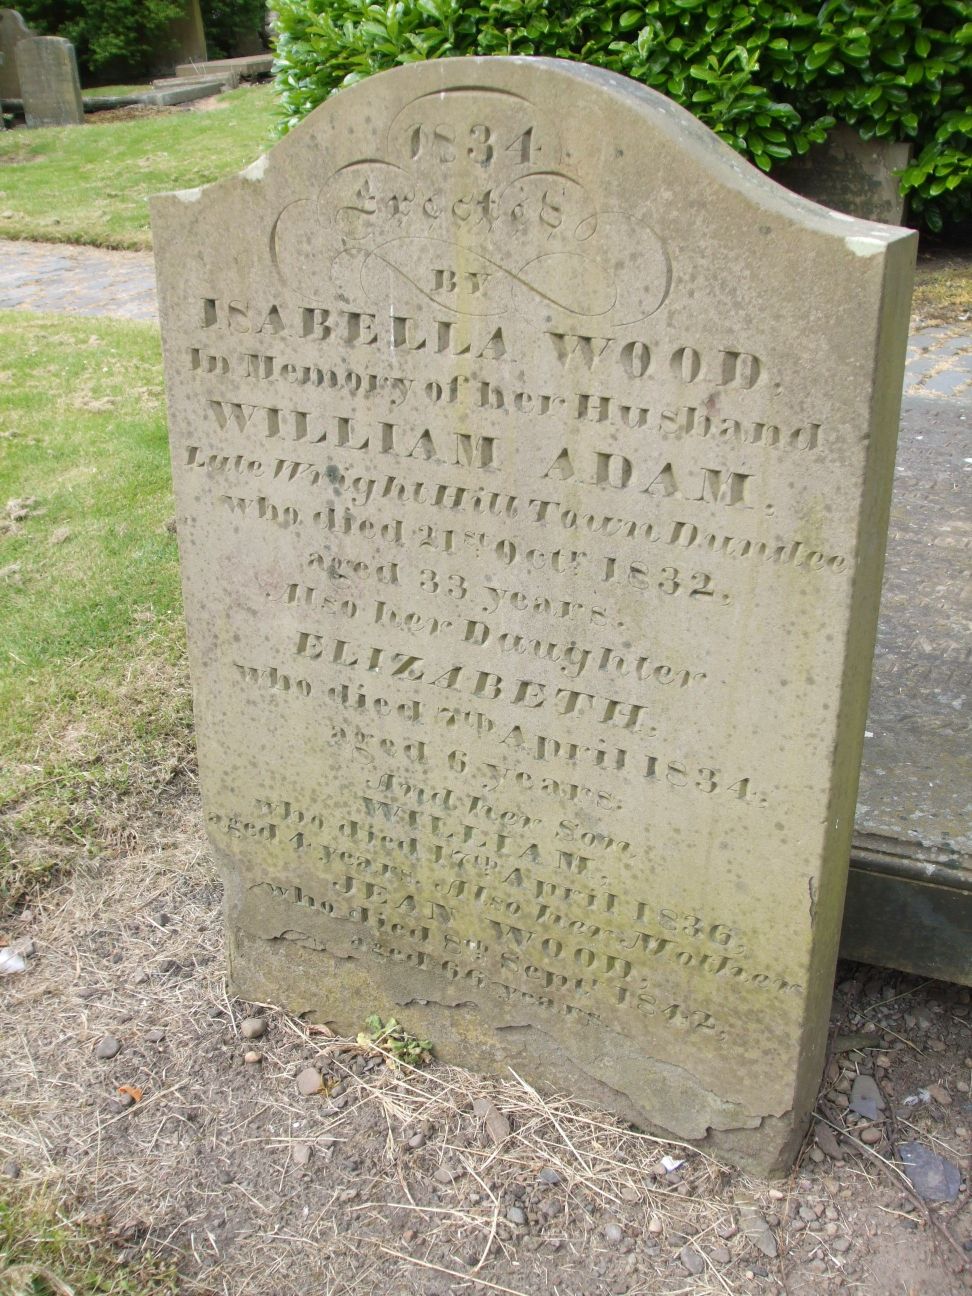 1834
Erected
BY
ISABELLA WOOD,
In Memory of her Husband
WILLIAM ADAM,
Late Wright Hill Town Dundee
who died 21st Octr. 1832,
aged 33 years.
Also her Daughter
ELIZABETH,
who died 7th April 1834,
aged 6 years.
And her Son
WILLIAM,
who died 17th April 1836,
aged 4 years. Also her Mother
JEAN WOOD,
who died 8th Sept. 1842,
aged 66 years.